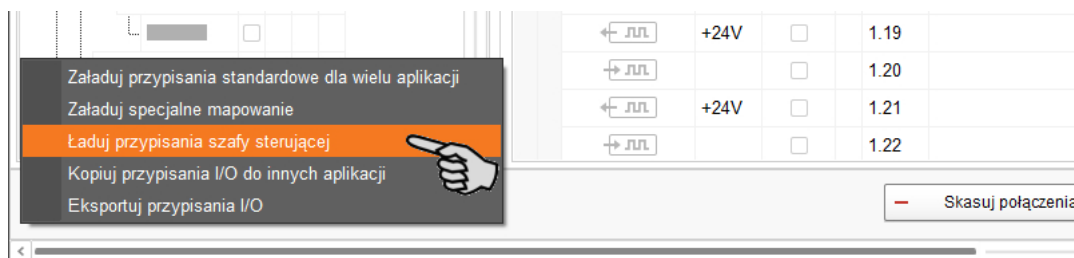 +24V 1.19
1.20
+24V 1.21
1.22
Załaduj przypisania standardowe dla wielu aplikacji
Załaduj specjalne mapowanie
Ładuj przypisania szafy sterującej
Kopiuj przypisania I/O do innych aplikacji
Eksportuj przypisania I/O
Skasuj połączenia